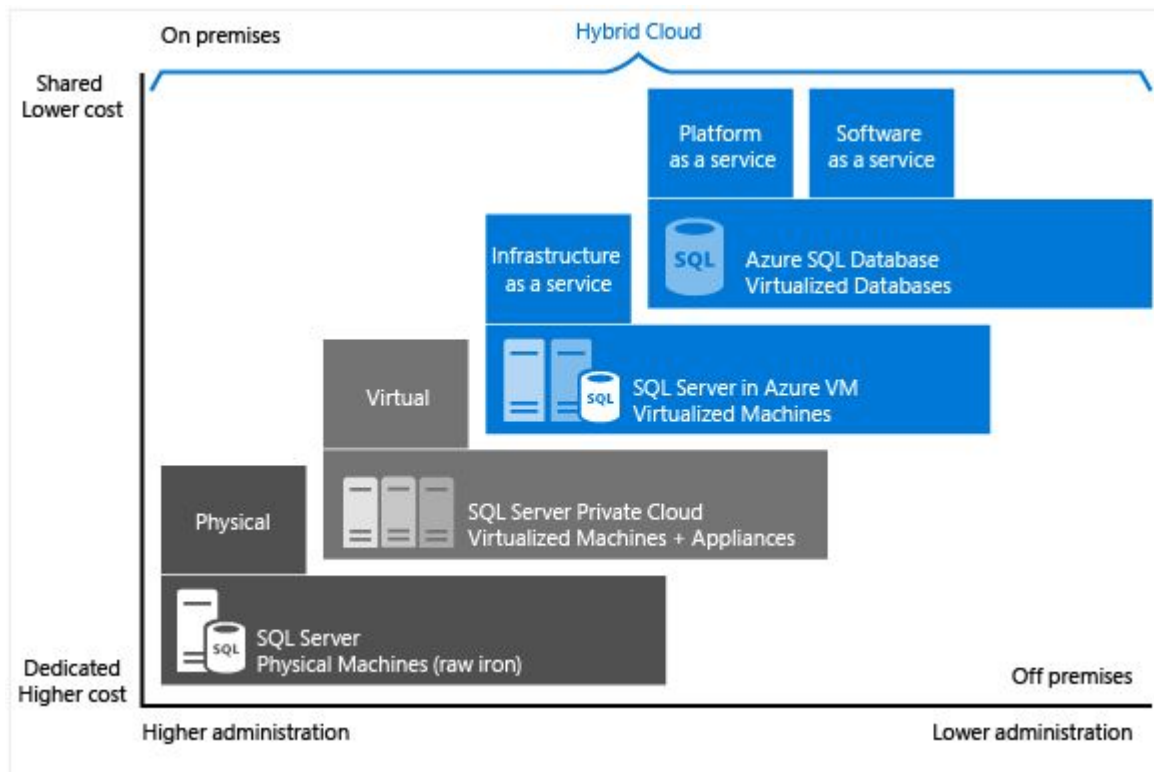 On premises
Hybrid Cloud
Shared
Lower cost
Platform
as a service
Software
as a service
Infrastructure
as a service
SQL
Azure SQL Database
Virtualized Databases
Virtual
SQL
SQL Server in Azure VM
Virtualized Machines
Physical
SQL Server Private Cloud
Virtualized Machines + Appliances
SQL
SQL Server
Physical Machines (raw iron)
Dedicated
Higher cost
Off premises
Higher administration
Lower administration